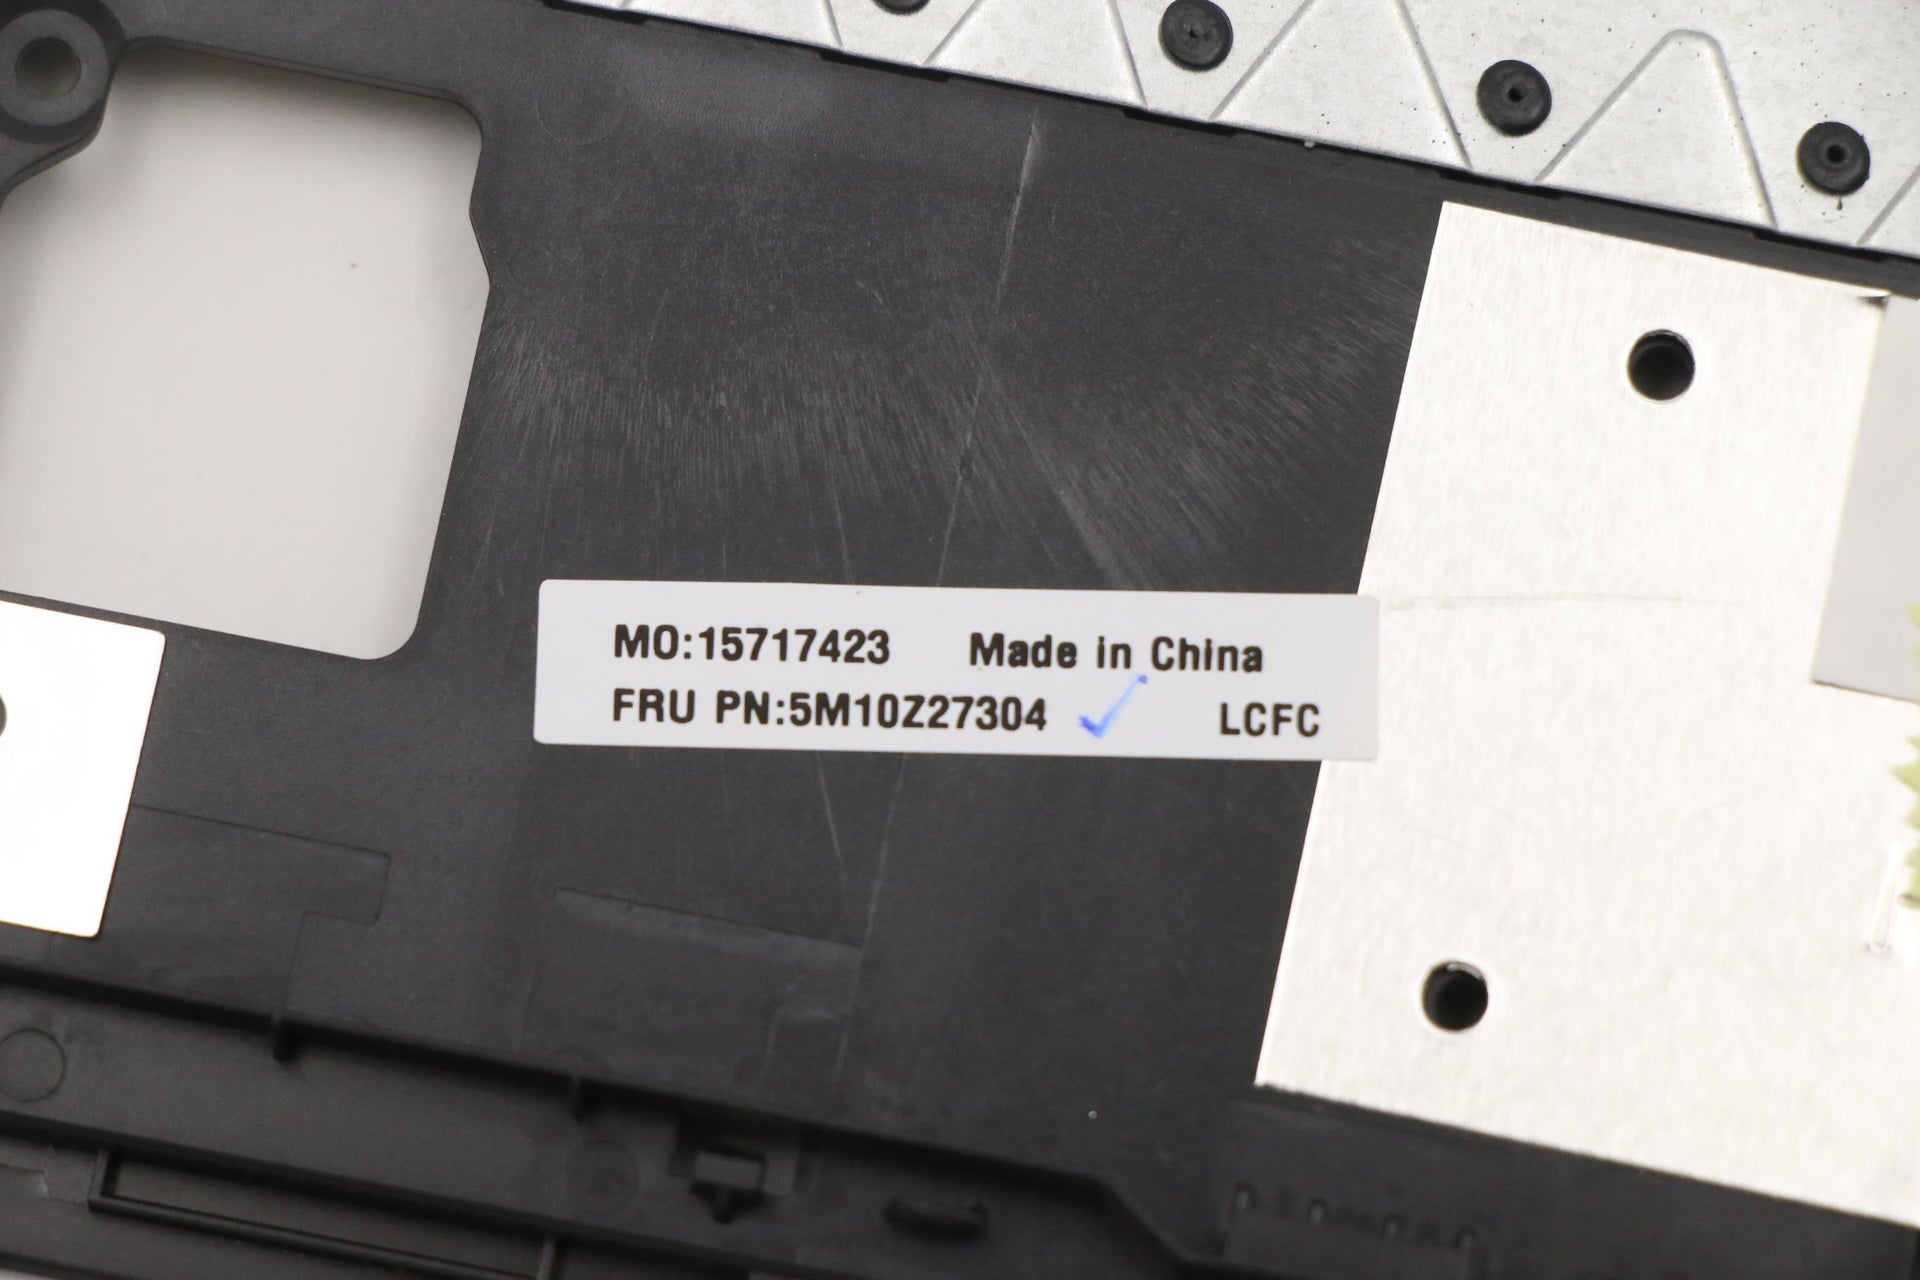 MO:15717423 Made in China
FRU PN:5M10Z27304 LCFC